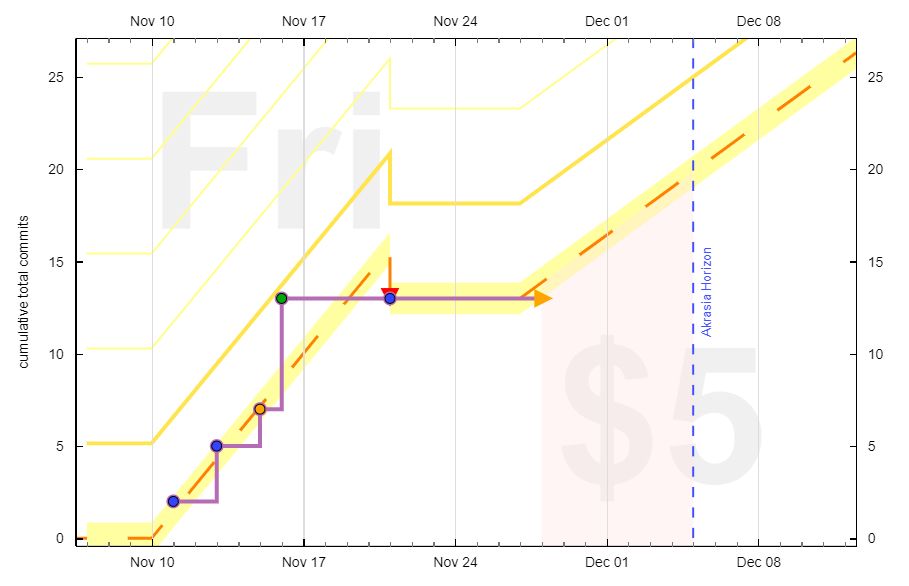 Nov 10 Nov 17 Nov 24 Dec 01 Dec 08
25 25
20 20
15 15
10 10
5 5
0 0
cumulative total commits
Fri
$5
Akrasia Horizon
Nov 10 Nov 17 Nov 24 Dec 01 Dec 08